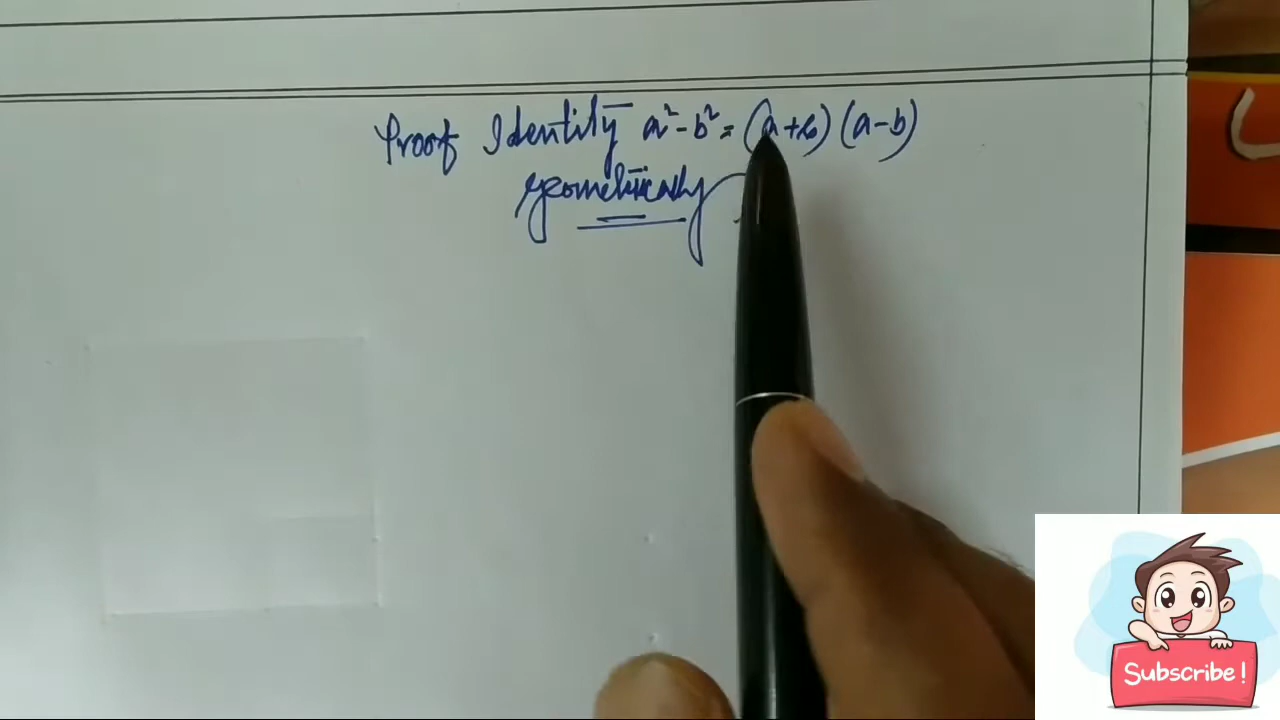 Proof Identity a² - b² = (a+b) (a-b)
geometrically
Subscribe!